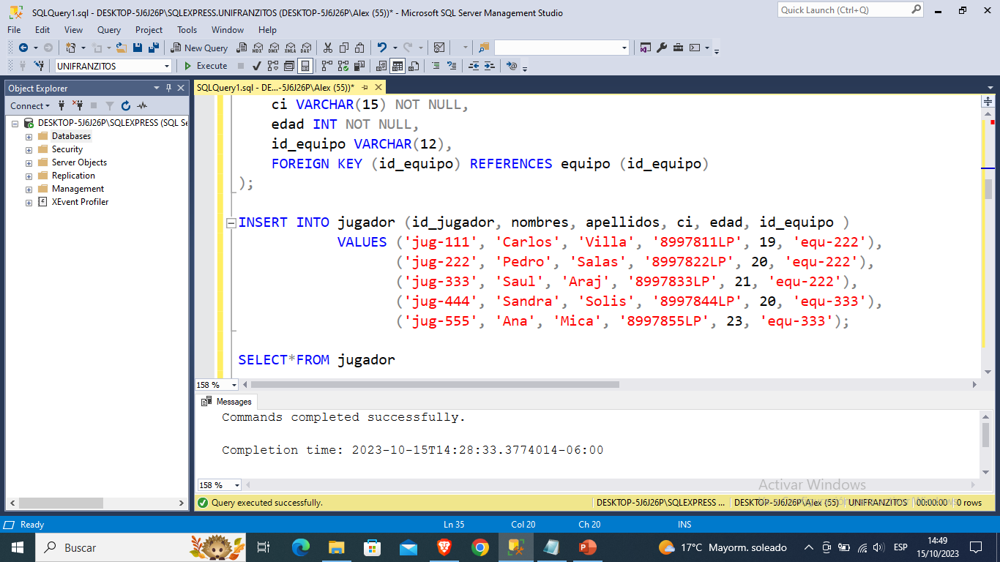 SQLQuery1.sql - DESKTOP-5J6J26P\SQLEXPRESS.UNIFRANZITOS (DESKTOP-5J6J26P\Alex (55))* - Microsoft SQL Server Management Studio
Quick Launch (Ctrl+Q)
File Edit View Query Project Tools Window Help
New Query MDX DMX XMLA DAX
UNIFRANZITOS Execute
Object Explorer
SQLQuery1.sql - DE...-5J6J26P\Alex (55))*
Connect
DESKTOP-5J6J26P\SQLEXPRESS (SQL Se
Databases
Security
Server Objects
Replication
Management
XEvent Profiler
ci VARCHAR(15) NOT NULL,
edad INT NOT NULL,
id_equipo VARCHAR(12),
FOREIGN KEY (id_equipo) REFERENCES equipo (id_equipo)
);
INSERT INTO jugador (id_jugador, nombres, apellidos, ci, edad, id_equipo )
VALUES ('jug-111', 'Carlos', 'Villa', '8997811LP', 19, 'equ-222'),
('jug-222', 'Pedro', 'Salas', '8997822LP', 20, 'equ-222'),
('jug-333', 'Saul', 'Araj', '8997833LP', 21, 'equ-222'),
('jug-444', 'Sandra', 'Solis', '8997844LP', 20, 'equ-333'),
('jug-555', 'Ana', 'Mica', '8997855LP', 23, 'equ-333');
SELECT*FROM jugador
158 %
Messages
Commands completed successfully.
Completion time: 2023-10-15T14:28:33.3774014-06:00
158 %
Activar Windows
Query executed successfully. DESKTOP-5J6J26P\SQLEXPRESS ... DESKTOP-5J6J26P\Alex (55) UNIFRANZITOS 00:00:00 0 rows
Ready Ln 35 Col 20 Ch 20 INS
Buscar
17°C Mayorm. soleado
ESP
14:49
15/10/2023